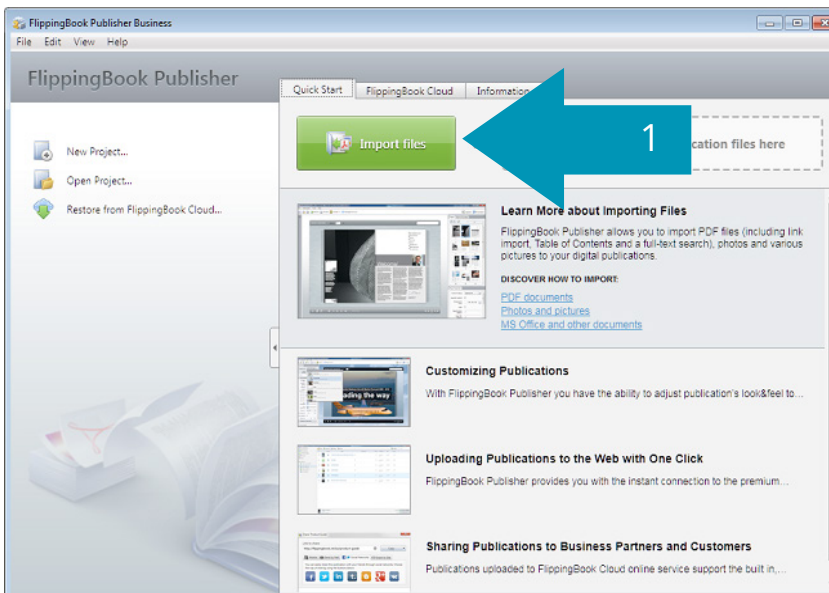 FlippingBook Publisher Business
File Edit View Help
FlippingBook Publisher
Quick Start FlippingBook Cloud Information
New Project...
Open Project...
Restore from FlippingBook Cloud...
Import files
1
cation files here
Learn More about Importing Files
FlippingBook Publisher allows you to import PDF files (including link
import, Table of Contents and a full-text search), photos and various
pictures to your digital publications.
DISCOVER HOW TO IMPORT:
PDF documents
Photos and pictures
MS Office and other documents
Customizing Publications
With FlippingBook Publisher you have the ability to adjust publication's look&feel to...
ading the way
Uploading Publications to the Web with One Click
FlippingBook Publisher provides you with the instant connection to the premium...
Sharing Publications to Business Partners and Customers
Publications uploaded to FlippingBook Cloud online service support the built in,...